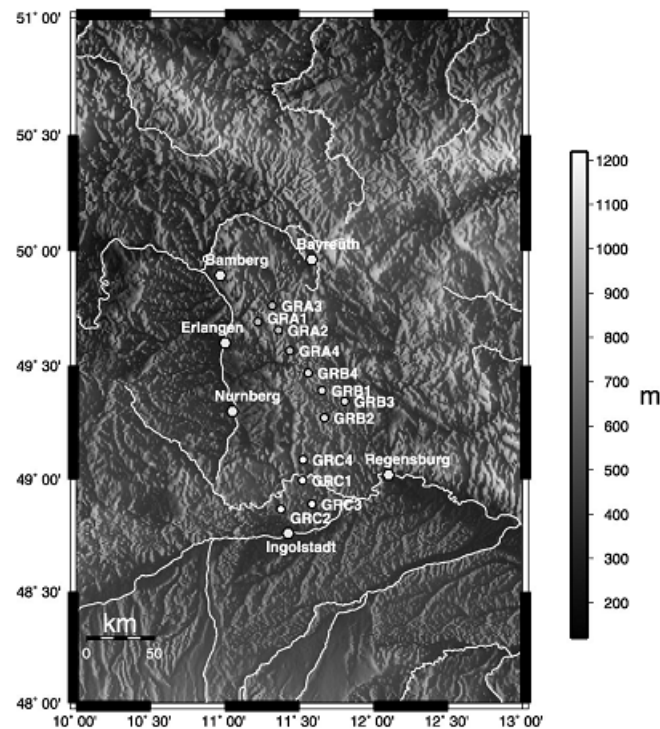 51° 00'
50° 30'
50° 00'
49° 30'
49° 00'
48° 30'
48° 00'
10° 00'
10° 30'
11° 00'
11° 30'
12° 00'
12° 30'
13° 00'
Bayreuth
Bamberg
GRA3
GRA1
Erlangen
GRA2
GRA4
GRB4
GRB1
Nurnberg
GRB3
GRB2
GRC4
Regensburg
GRC1
GRC3
GRC2
Ingolstadt
km
0
50
1200
1100
1000
900
800
700
600
500
400
300
200
m